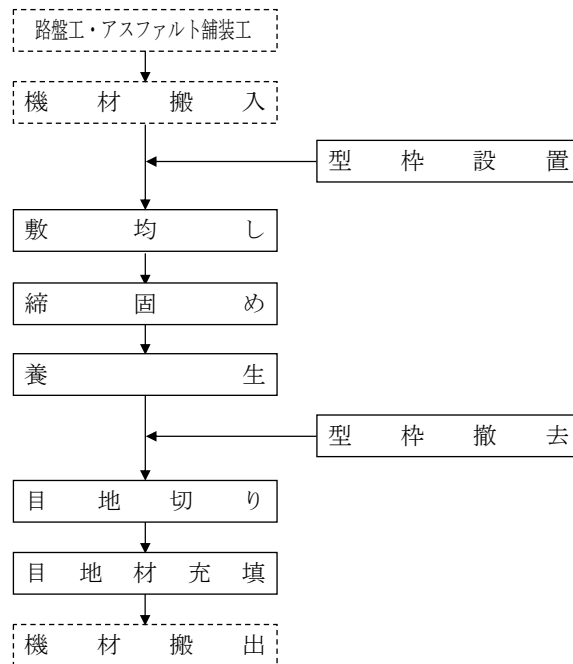 路盤工・アスファルト舗装工
機材搬入
型枠設置
敷均し
締固め
養生
型枠撤去
目地切り
目地材充填
機材搬出